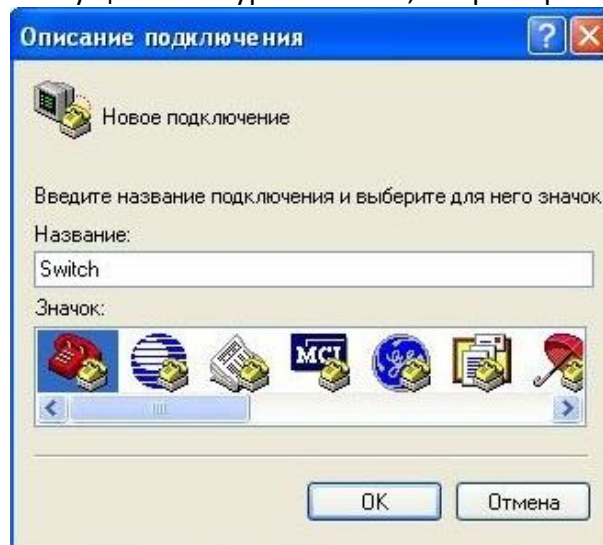 Описание подключения
Новое подключение
Введите название подключения и выберите для него значок
Название:
Switch
Значок:
MCI
OK
Отмена